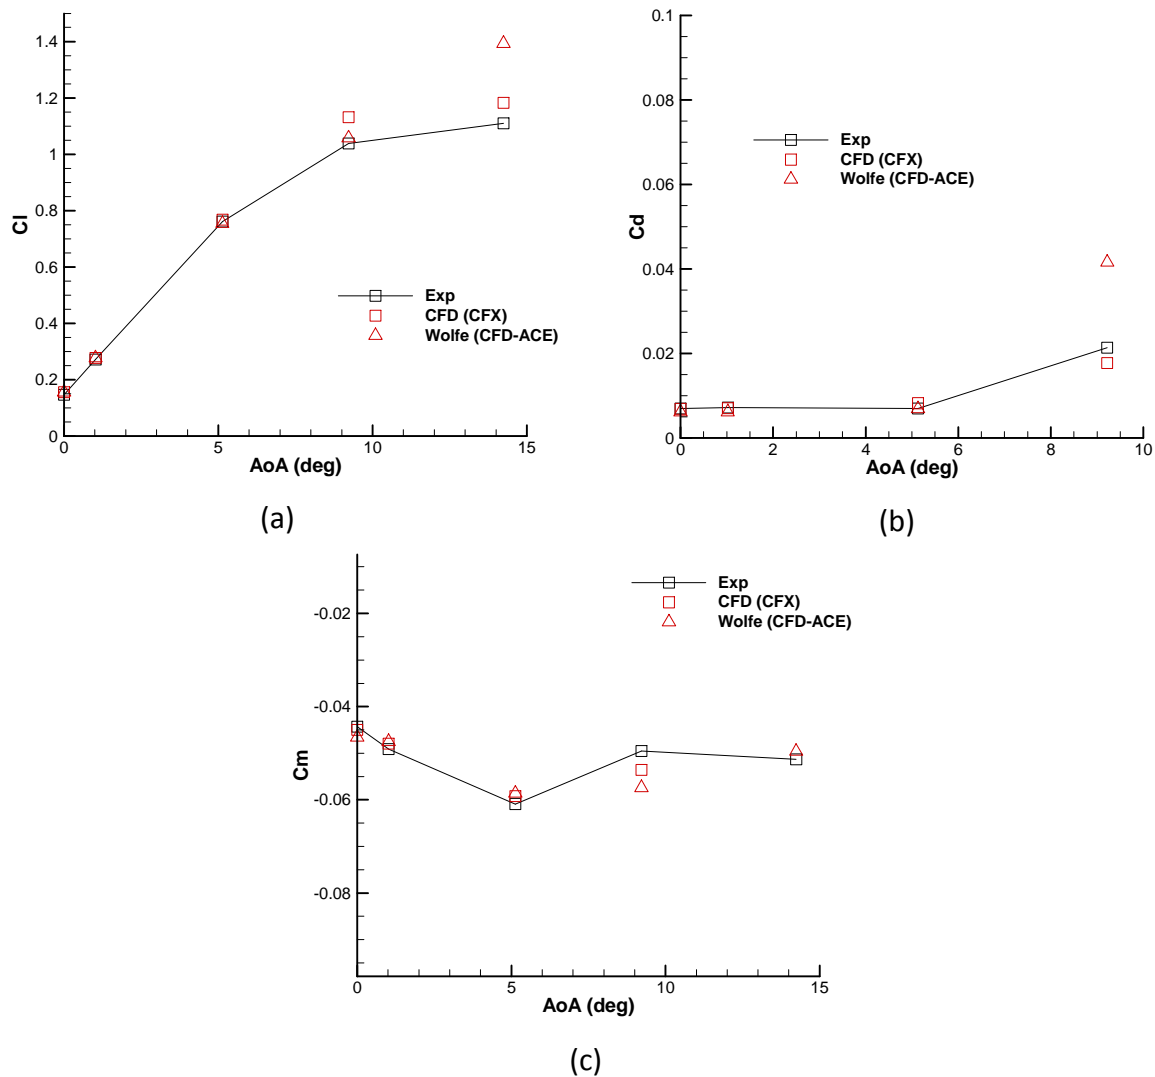 1.4
1.2
1
0.8
0.6
0.4
0.2
0
Cl
Exp
CFD (CFX)
Wolfe (CFD-ACE)
0 5 10 15
AoA (deg)
(a)
0.1
0.08
0.06
0.04
0.02
0
Cd
Exp
CFD (CFX)
Wolfe (CFD-ACE)
0 2 4 6 8 10
AoA (deg)
(b)
-0.02
-0.04
-0.06
-0.08
Cm
Exp
CFD (CFX)
Wolfe (CFD-ACE)
0 5 10 15
AoA (deg)
(c)